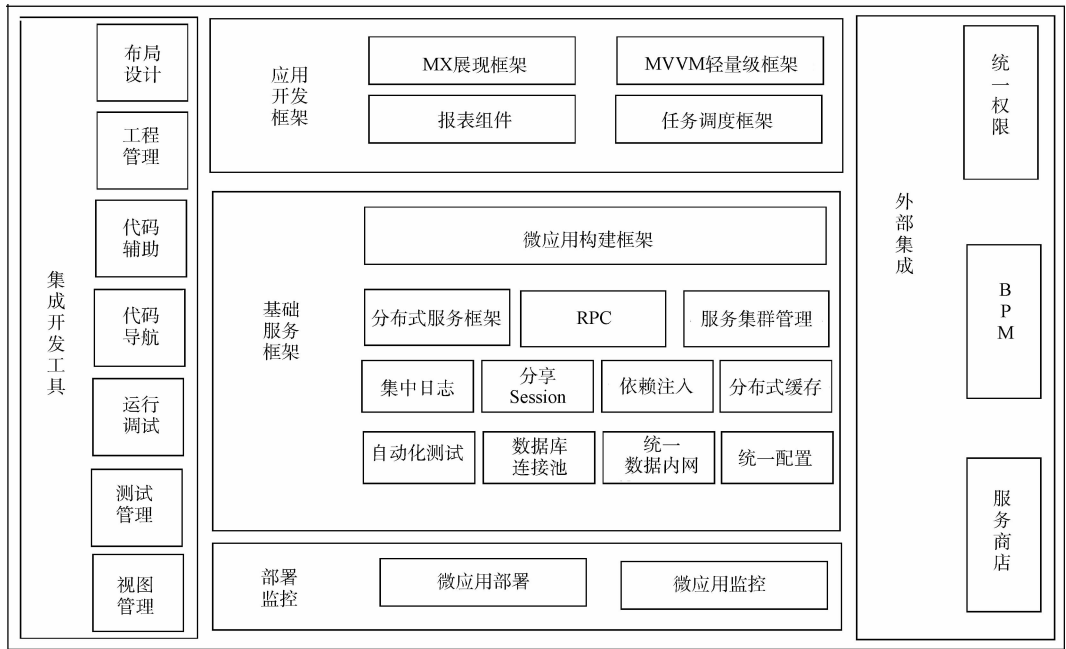 集成开发工具
布局
设计
工程
管理
代码
辅助
代码
导航
运行
调试
测试
管理
视图
管理
应用
开发
框架
MX展现框架
MVVM轻量级框架
报表组件
任务调度框架
基础
服务
框架
微应用构建框架
分布式服务框架
RPC
服务集群管理
集中日志
分享
Session
依赖注入
分布式缓存
自动化测试
数据库
连接池
统一
数据内网
统一配置
部署
监控
微应用部署
微应用监控
外部集成
统一权限
BPM
服务商店